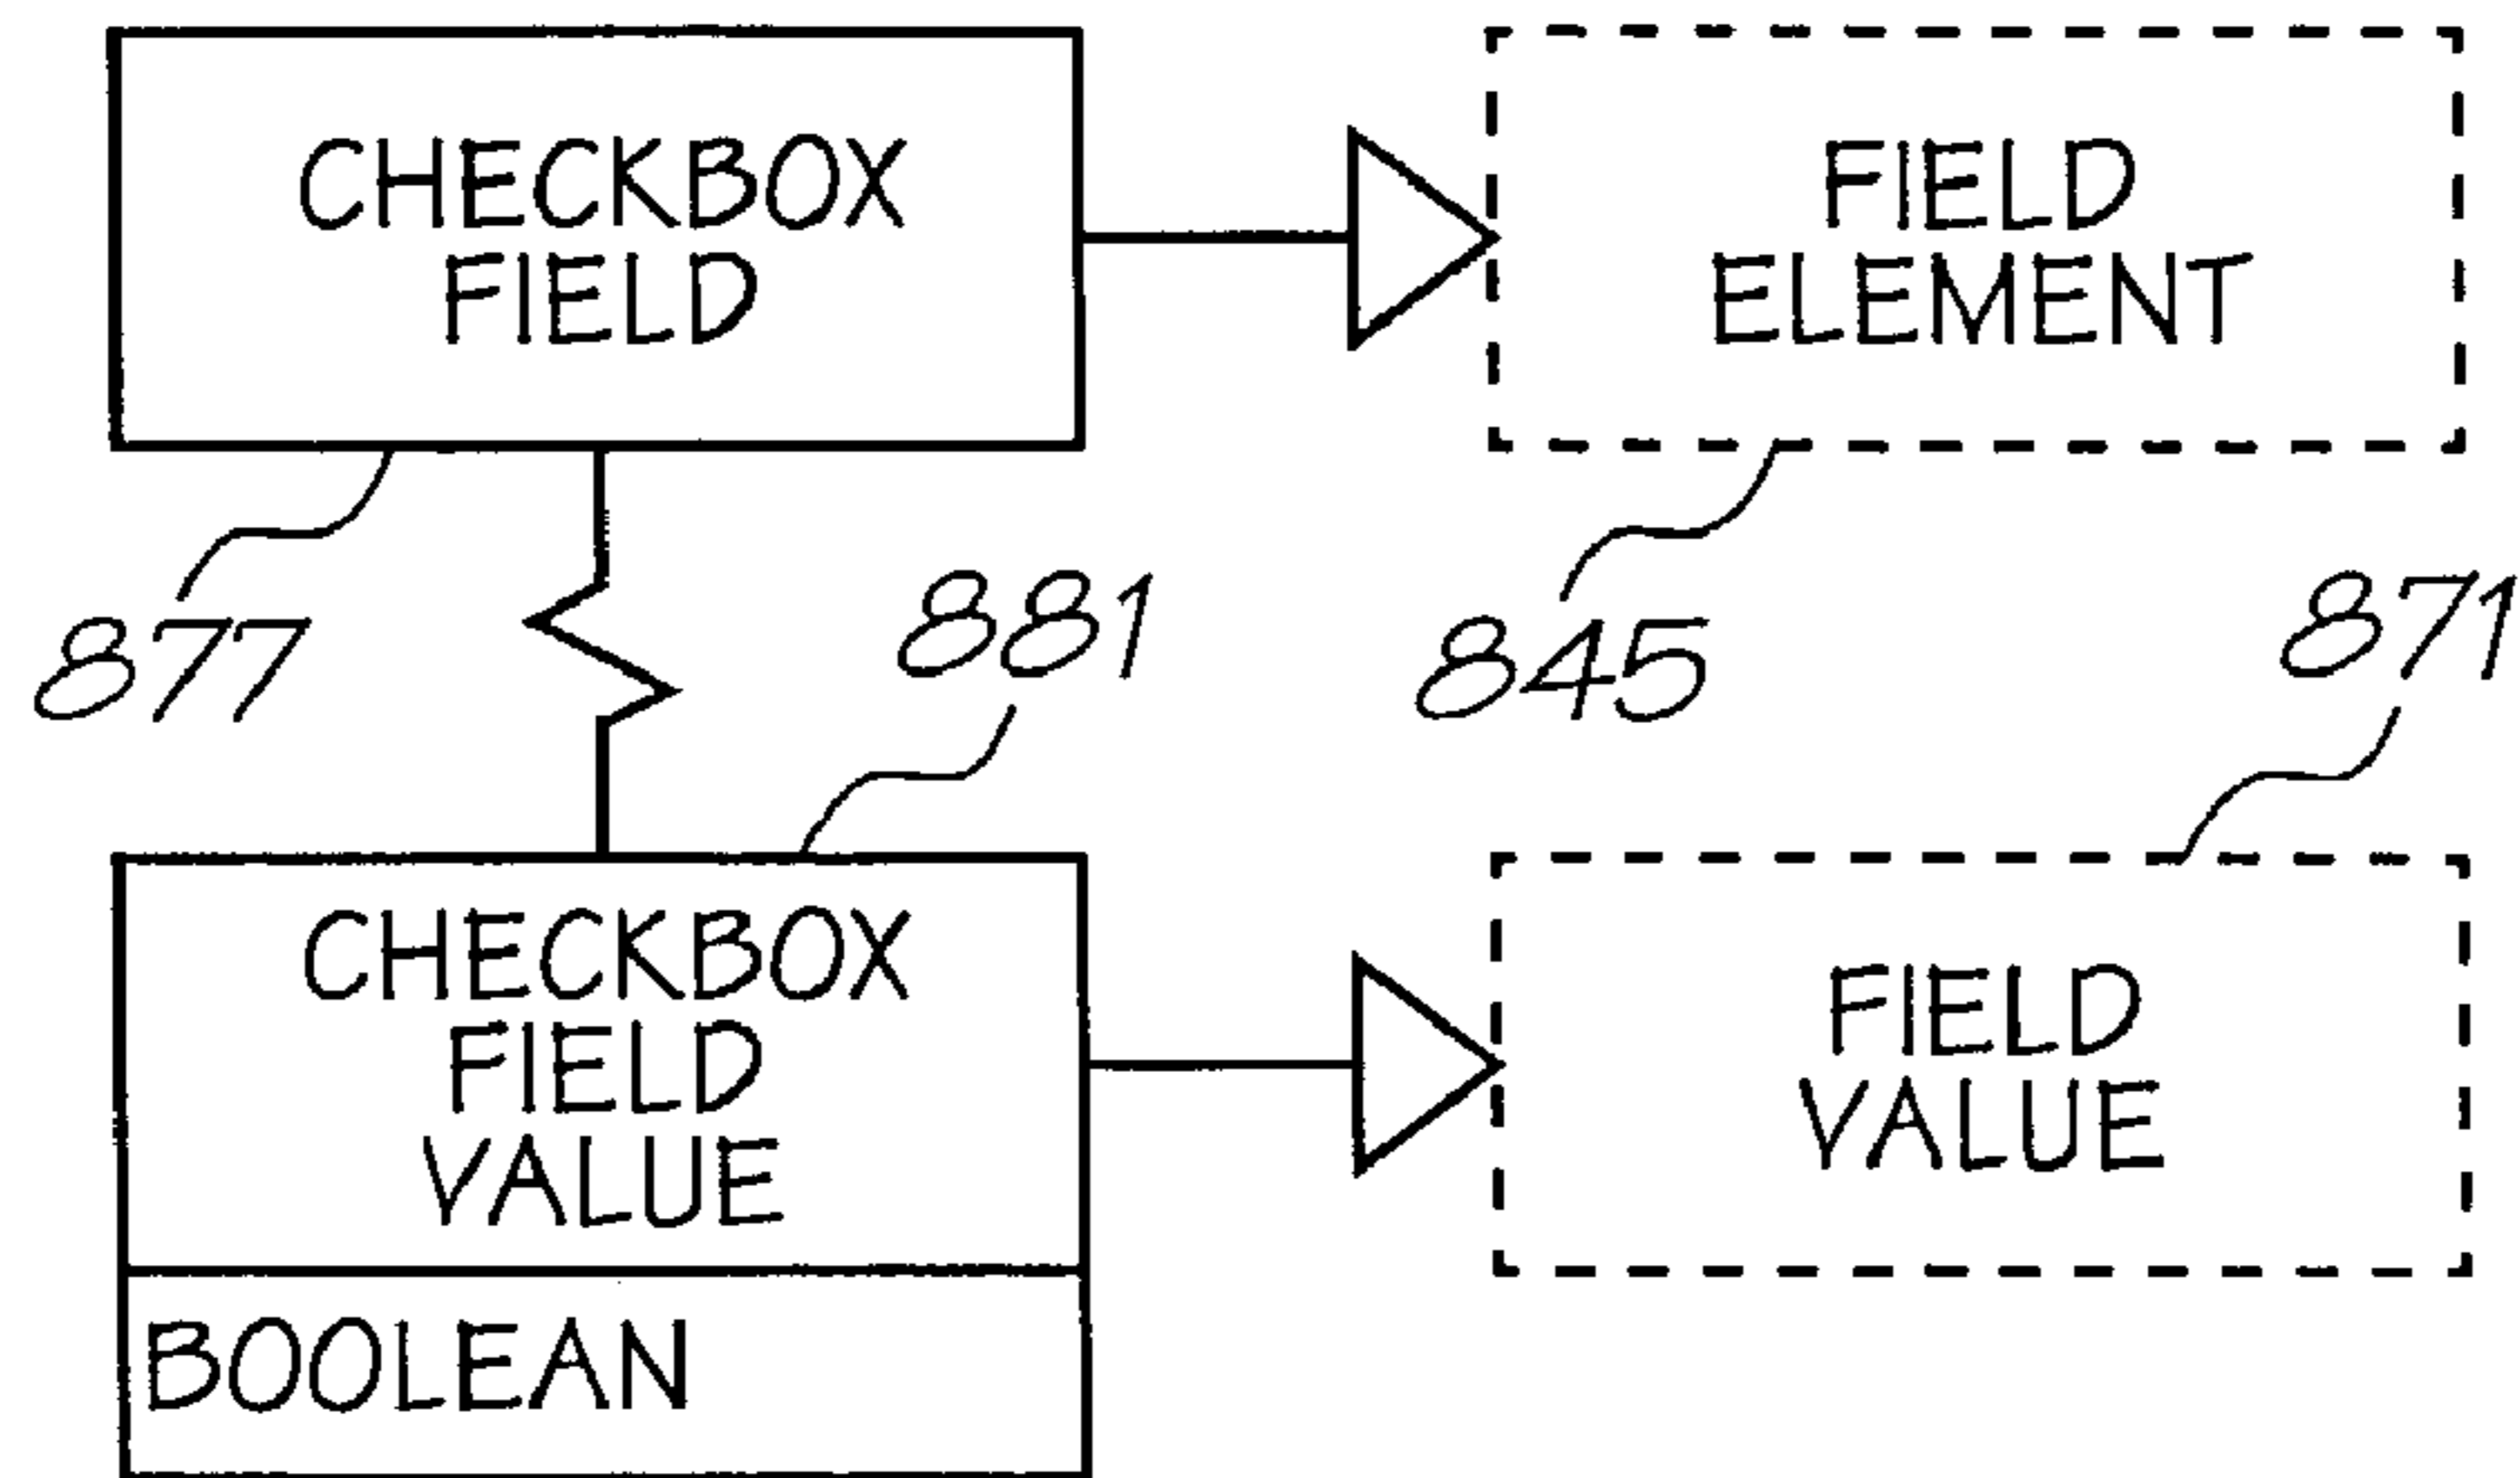 CHECKBOX
FIELD
FIELD
ELEMENT
877
881
845
871
CHECKBOX
FIELD
VALUE
FIELD
VALUE
BOOLEAN